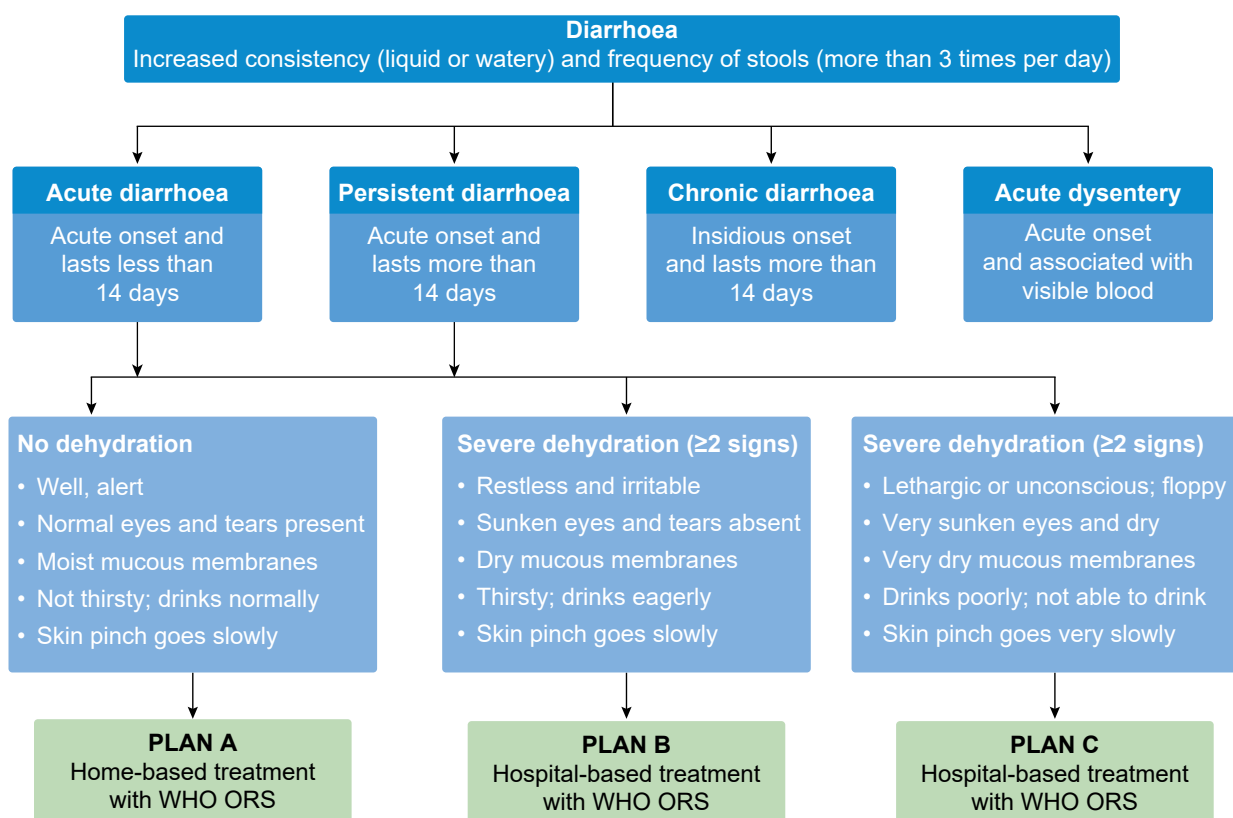 Diarrhoea
Increased consistency (liquid or watery) and frequency of stools (more than 3 times per day)
Acute diarrhoea
Acute onset and
lasts less than
14 days
Persistent diarrhoea
Acute onset and
lasts more than
14 days
Chronic diarrhoea
Insidious onset
and lasts more than
14 days
Acute dysentery
Acute onset
and associated with
visible blood
No dehydration
• Well, alert
• Normal eyes and tears present
• Moist mucous membranes
• Not thirsty; drinks normally
• Skin pinch goes slowly
Severe dehydration (≥2 signs)
• Restless and irritable
• Sunken eyes and tears absent
• Dry mucous membranes
• Thirsty; drinks eagerly
• Skin pinch goes slowly
Severe dehydration (≥2 signs)
• Lethargic or unconscious; floppy
• Very sunken eyes and dry
• Very dry mucous membranes
• Drinks poorly; not able to drink
• Skin pinch goes very slowly
PLAN A
Home-based treatment
with WHO ORS
PLAN B
Hospital-based treatment
with WHO ORS
PLAN C
Hospital-based treatment
with WHO ORS